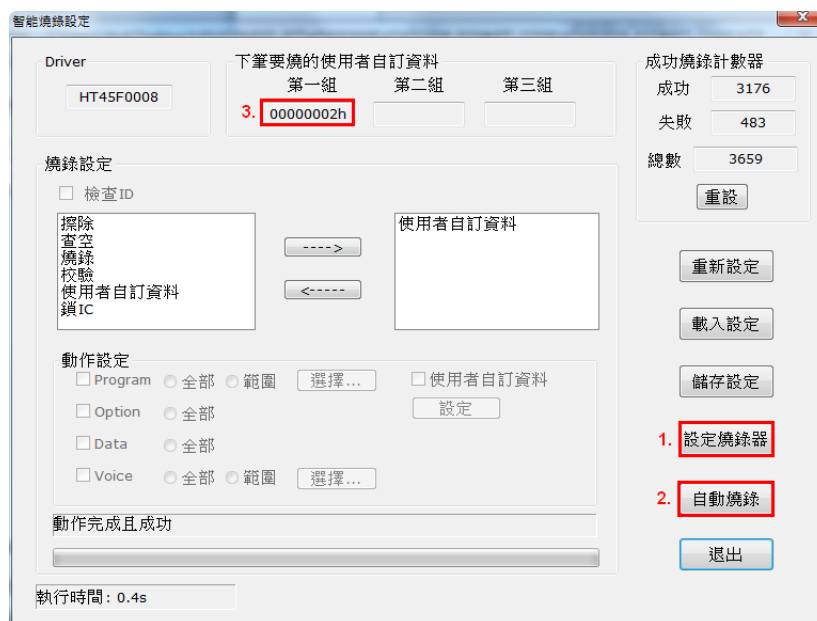 智能燒錄設定
x
Driver
HT45F0008
下筆要燒的使用者自訂資料
第一組 第二組 第三組
3. 00000002h
成功燒錄計數器
成功 3176
失敗 483
總數 3659
重設
燒錄設定
檢查ID
擦除
查空
燒錄
校驗
使用者自訂資料
鎖IC
---->
<-----
使用者自訂資料
動作設定
Program 全部 範圍 選擇... 使用者自訂資料
Option 全部 設定
Data 全部
Voice 全部 範圍 選擇...
動作完成且成功
執行時間: 0.4s
重新設定
載入設定
儲存設定
1. 設定燒錄器
2. 自動燒錄
退出